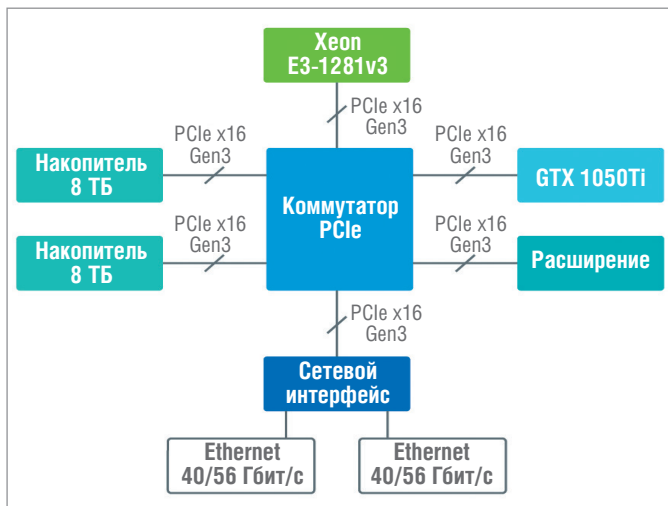 Xeon
E3-1281v3
PCIe x16
Gen3
PCIe x16
Gen3
PCIe x16
Gen3
Накопитель
8 ТБ
Коммутатор
PCIe
GTX 1050Ti
PCIe x16
Gen3
PCIe x16
Gen3
Накопитель
8 ТБ
Расширение
PCIe x16
Gen3
Сетевой
интерфейс
Ethernet
40/56 Гбит/с
Ethernet
40/56 Гбит/с